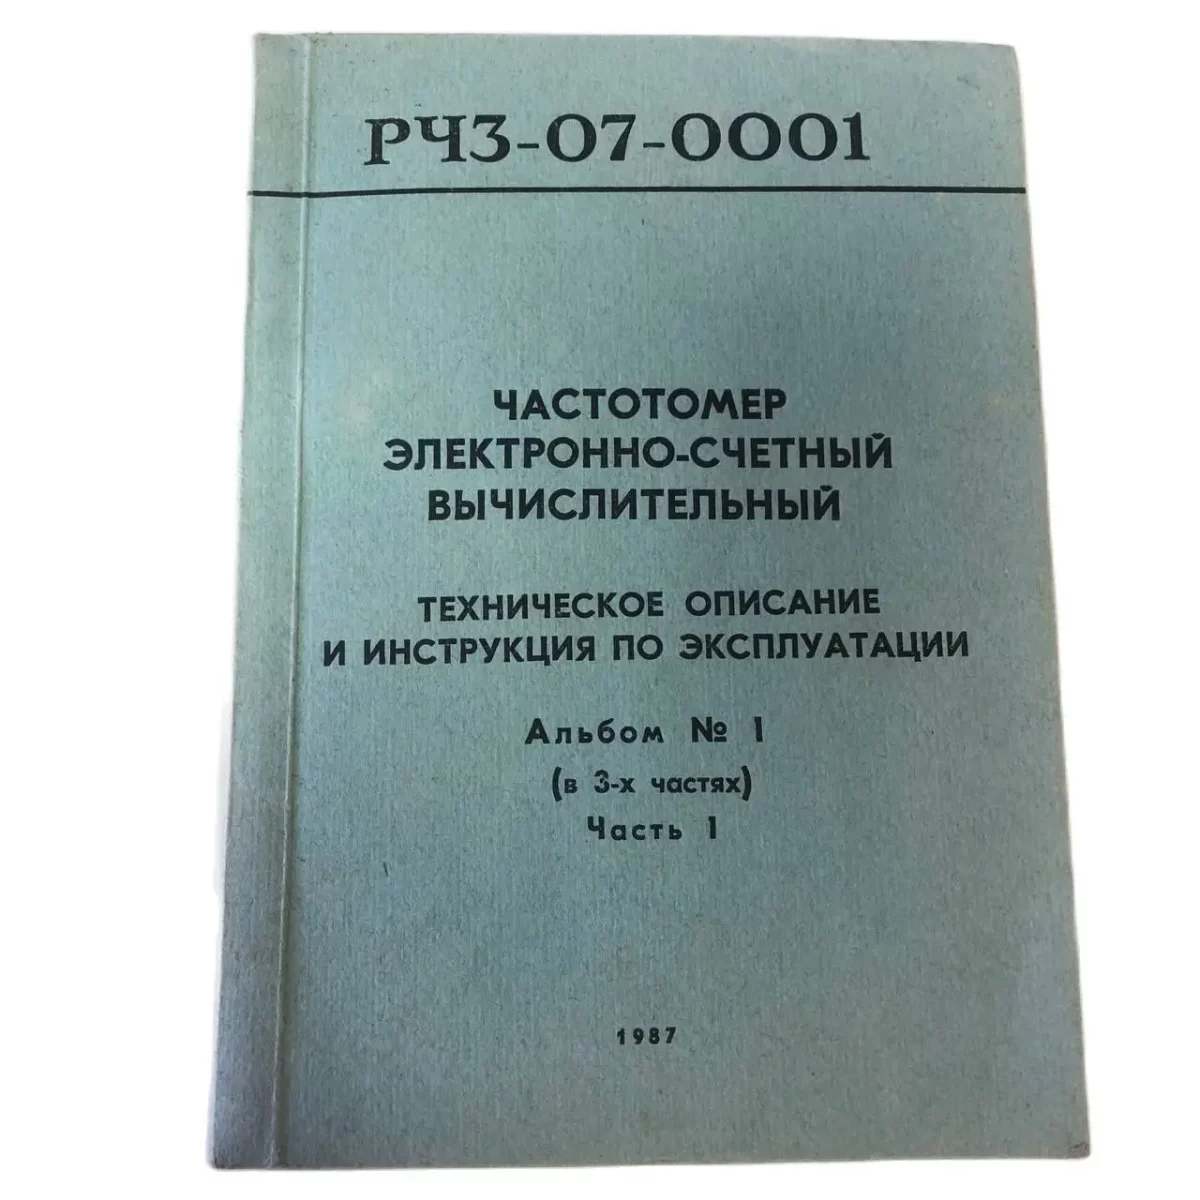 РЧЗ-07-0001
ЧАСТОТОМЕР
ЭЛЕКТРОННО-СЧЕТНЫЙ
ВЫЧИСЛИТЕЛЬНЫЙ
ТЕХНИЧЕСКОЕ ОПИСАНИЕ
И ИНСТРУКЦИЯ ПО ЭКСПЛУАТАЦИИ
Альбом № 1
(в 3-х частях)
Часть 1
1987